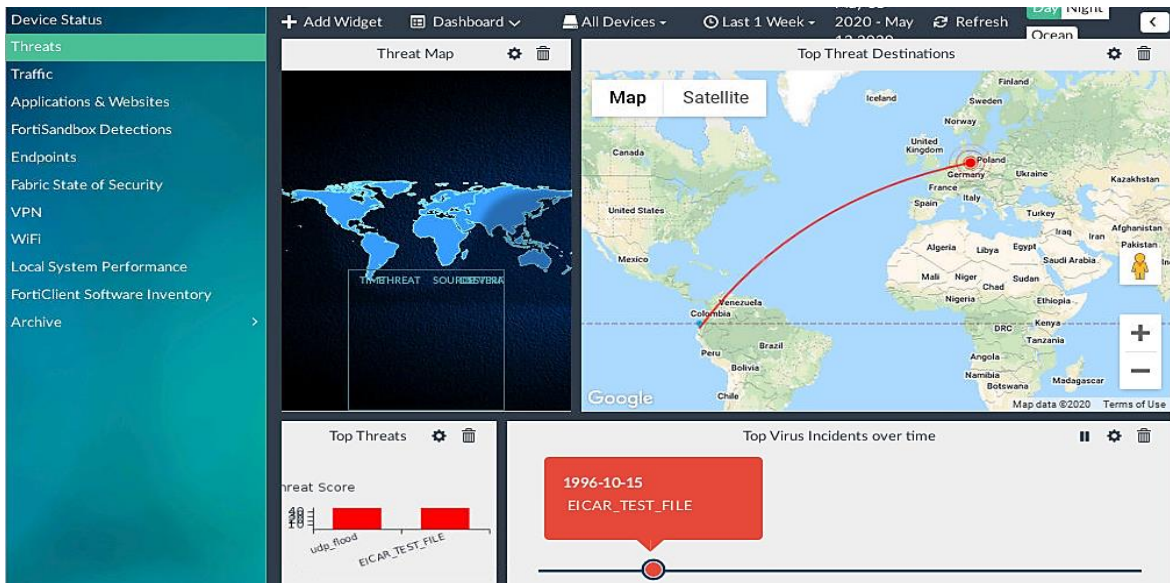 Device Status
Threats
Traffic
Applications & Websites
FortiSandbox Detections
Endpoints
Fabric State of Security
VPN
WiFi
Local System Performance
FortiClient Software Inventory
Archive
Add Widget
Dashboard
All Devices
Last 1 Week
2020 - May
Refresh
Day Night
Ocean
Threat Map
TIME THREAT
Top Threat Destinations
Map Satellite
Iceland
Finland
Sweden
Norway
United
Kingdom
Poland
Germany
Ukraine
Kazakhstan
France
Italy
Spain
Turkey
Canada
United States
Mexico
Iraq
Iran
Afghanistan
Pakistan
Algeria
Libya
Egypt
Saudi Arabia
Mali
Niger
Sudan
Chad
Nigeria
Ethiopia
Venezuela
Colombia
DRC
Kenya
Tanzania
Brazil
Peru
Bolivia
Angola
Namibia
Botswana
Madagascar
Chile
Google
Map data ©2020 Terms of Use
Top Threats
hreat Score
udp_flood
EICAR_TEST_FILE
Top Virus Incidents over time
1996-10-15
EICAR_TEST_FILE